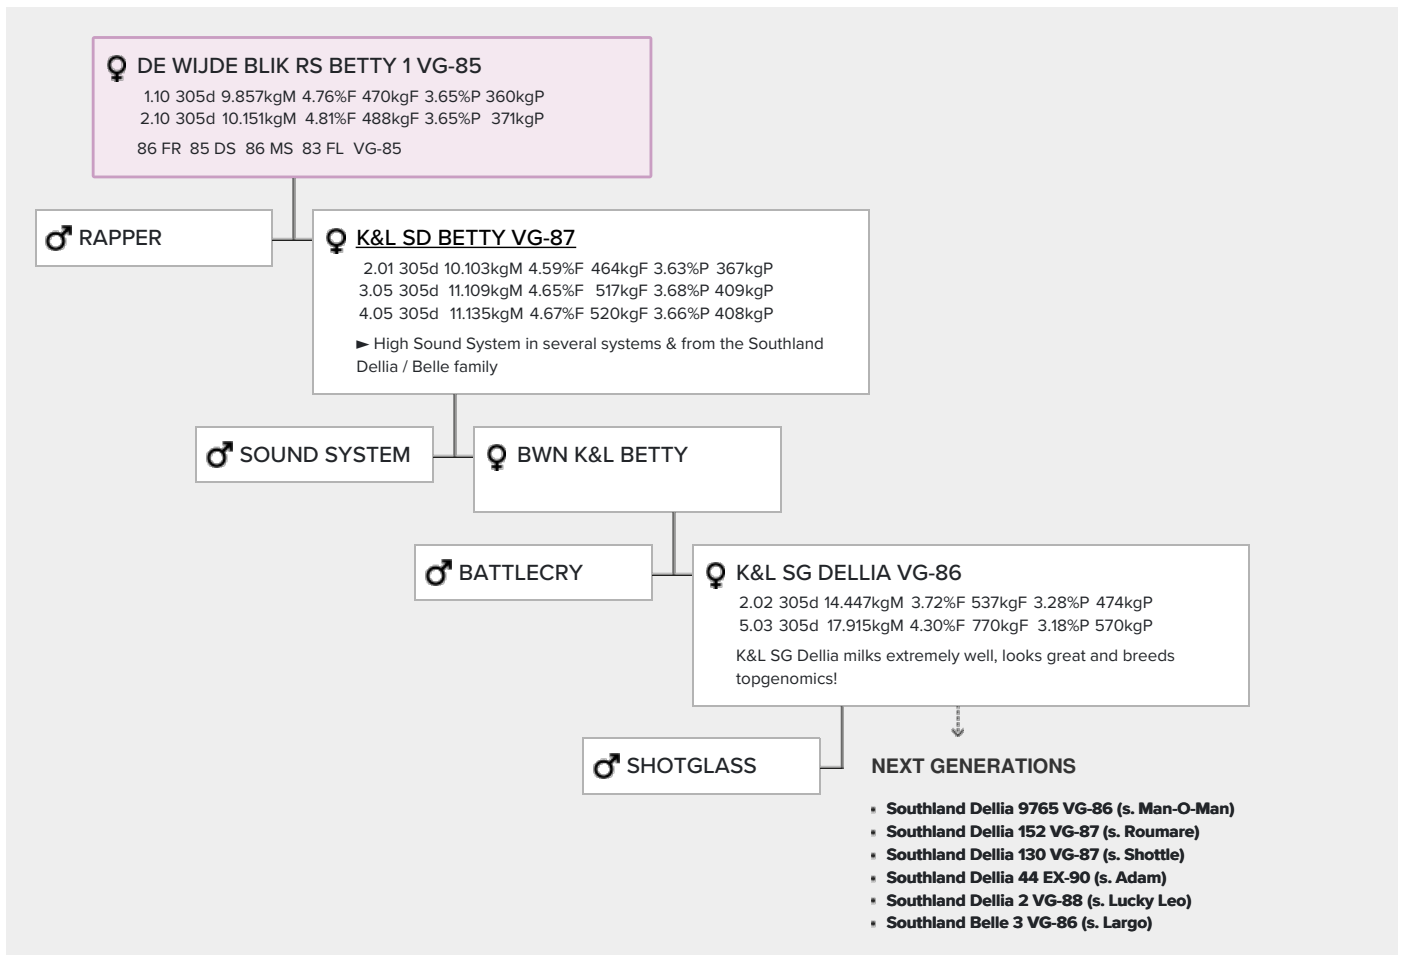 DE WIJDE BLIK RS BETTY 1 VG-85
1.10 305d 9.857kgM 4.76%F 470kgF 3.65%P 360kgP
2.10 305d 10.151kgM 4.81%F 488kgF 3.65%P 371kgP
86 FR 85 DS 86 MS 83 FL VG-85
RAPPER
K&L SD BETTY VG-87
2.01 305d 10.103kgM 4.59%F 464kgF 3.63%P 367kgP
3.05 305d 11.109kgM 4.65%F 517kgF 3.68%P 409kgP
4.05 305d 11.135kgM 4.67%F 520kgF 3.66%P 408kgP
► High Sound System in several systems & from the Southland
Dellia / Belle family
SOUND SYSTEM
BWN K&L BETTY
BATTLECRY
K&L SG DELLIA VG-86
2.02 305d 14.447kgM 3.72%F 537kgF 3.28%P 474kgP
5.03 305d 17.915kgM 4.30%F 770kgF 3.18%P 570kgP
K&L SG Dellia milks extremely well, looks great and breeds
topgenomics!
SHOTGLASS
NEXT GENERATIONS
▪ Southland Dellia 9765 VG-86 (s. Man-O-Man)
▪ Southland Dellia 152 VG-87 (s. Roumare)
▪ Southland Dellia 130 VG-87 (s. Shottle)
▪ Southland Dellia 44 EX-90 (s. Adam)
▪ Southland Dellia 2 VG-88 (s. Lucky Leo)
▪ Southland Belle 3 VG-86 (s. Largo)